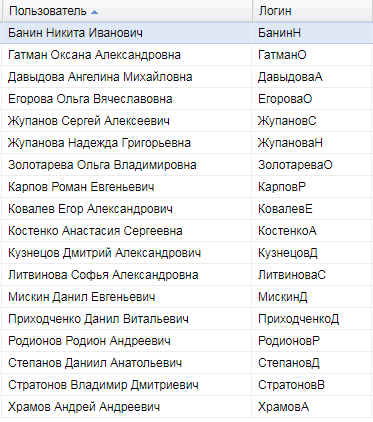 Пользователь Логин
Банин Никита Иванович БанинН
Гатман Оксана Александровна ГатманО
Давыдова Ангелина Михайловна ДавыдоваА
Егорова Ольга Вячеславовна ЕгороваО
Жупанов Сергей Алексеевич ЖупановС
Жупанова Надежда Григорьевна ЖупановаН
Золотарева Ольга Владимировна ЗолотареваО
Карпов Роман Евгеньевич КарповР
Ковалев Егор Александрович КовалевЕ
Костенко Анастасия Сергеевна КостенкоА
Кузнецов Дмитрий Александрович КузнецовД
Литвинова Софья Александровна ЛитвиноваС
Мискин Данил Евгеньевич МискинД
Приходченко Данил Витальевич ПриходченкоД
Родионов Родион Андреевич РодионовР
Степанов Даниил Анатольевич СтепановД
Стратонов Владимир Дмитриевич СтратоновВ
Храмов Андрей Андреевич ХрамовА